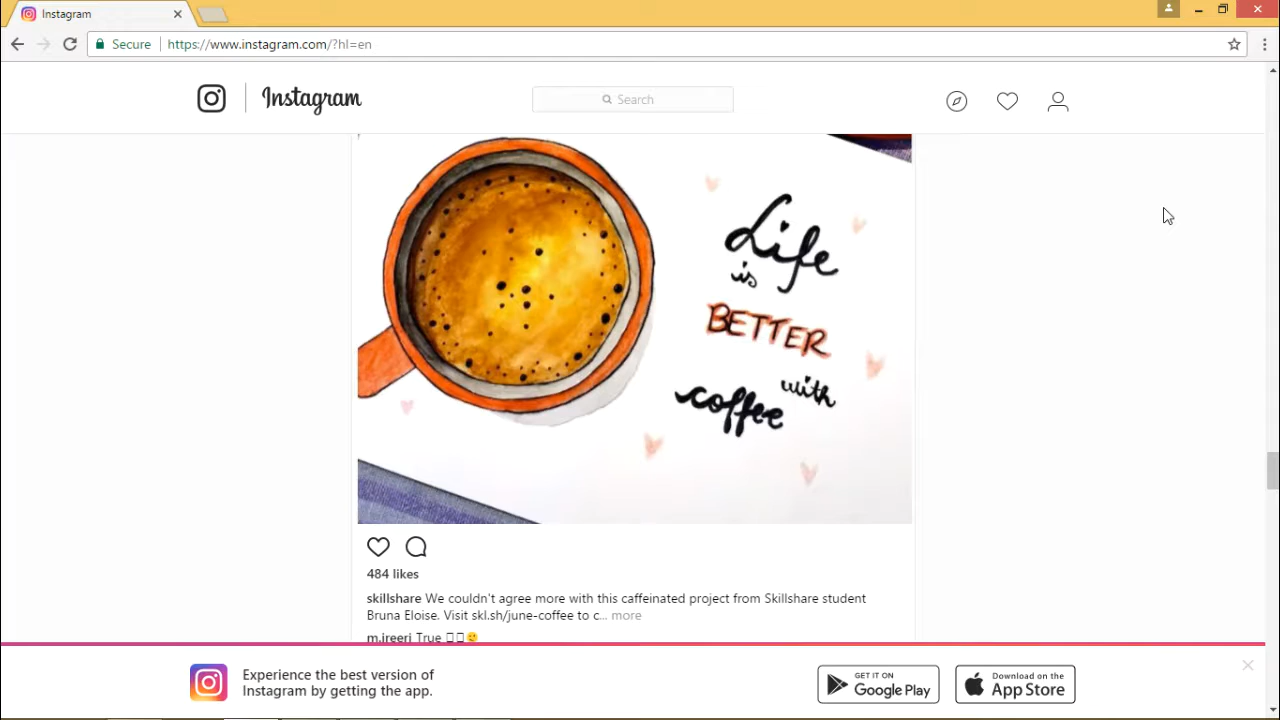 Instagram
Secure
https://www.instagram.com/?hl=en
Instagram
Search
Life
is
BETTER
with
coffee
484 likes
skillshare We couldn't agree more with this caffeinated project from Skillshare student
Bruna Eloise. Visit skl.sh/june-coffee to c... more
m.ireeri True
Experience the best version of
Instagram by getting the app.
GET IT ON
Google Play
Download on the
App Store